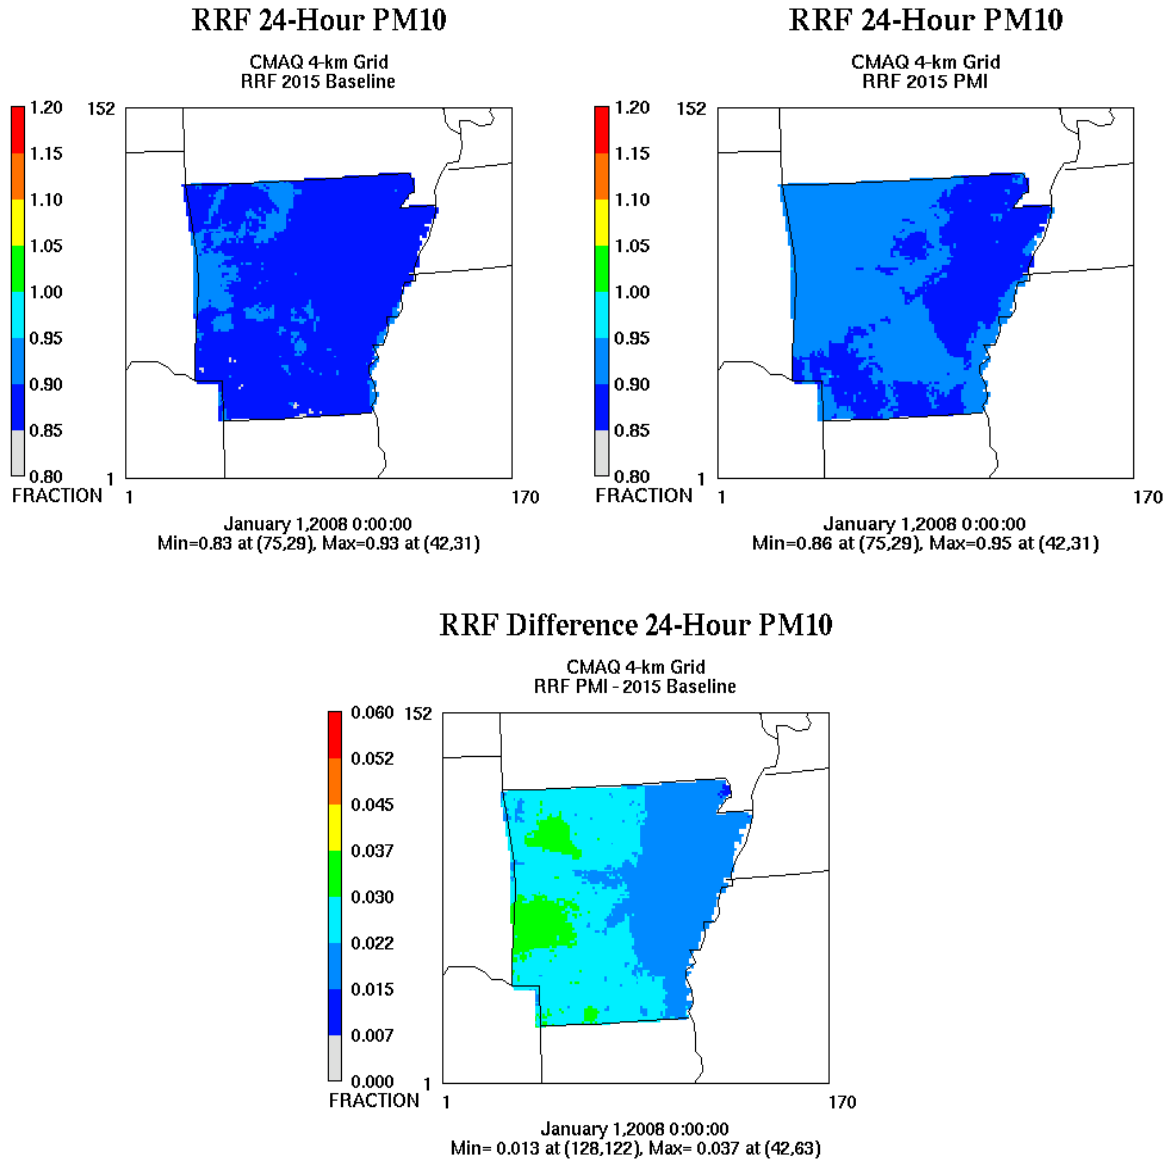 RRF 24-Hour PM10
CMAQ 4-km Grid
RRF 2015 Baseline
1.20
1.15
1.10
1.05
1.00
0.95
0.90
0.85
0.80
FRACTION
152
1
1
170
January 1,2008 0:00:00
Min=0.83 at (75,29), Max=0.93 at (42,31)
RRF 24-Hour PM10
CMAQ 4-km Grid
RRF 2015 PMI
1.20
1.15
1.10
1.05
1.00
0.95
0.90
0.85
0.80
FRACTION
152
1
1
170
January 1,2008 0:00:00
Min=0.86 at (75,29), Max=0.95 at (42,31)
RRF Difference 24-Hour PM10
CMAQ 4-km Grid
RRF PMI - 2015 Baseline
0.060
0.052
0.045
0.037
0.030
0.022
0.015
0.007
0.000
FRACTION
152
1
1
170
January 1,2008 0:00:00
Min= 0.013 at (128,122), Max= 0.037 at (42,63)